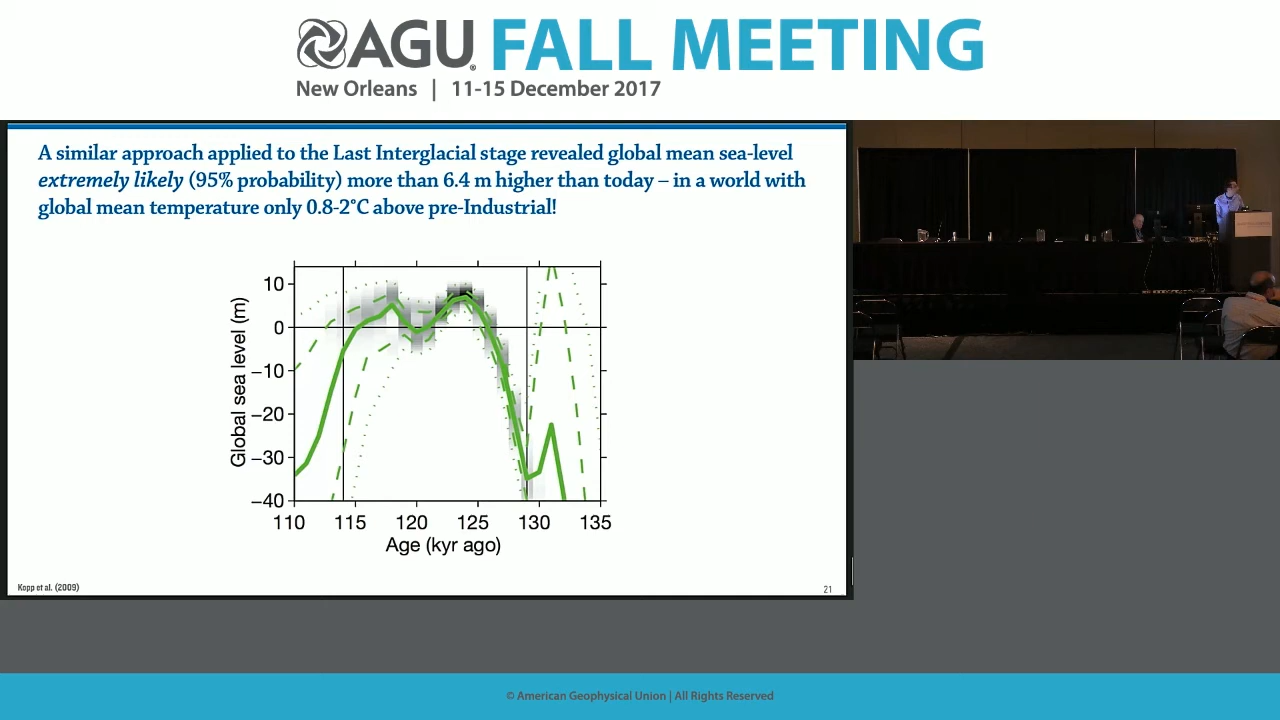 AGU FALL MEETING
New Orleans | 11-15 December 2017
A similar approach applied to the Last Interglacial stage revealed global mean sea-level
extremely likely (95% probability) more than 6.4 m higher than today – in a world with
global mean temperature only 0.8-2°C above pre-Industrial!
Global sea level (m)
10
0
−10
−20
−30
−40
110 115 120 125 130 135
Age (kyr ago)
Kopp et al. (2009)
21
© American Geophysical Union | All Rights Reserved